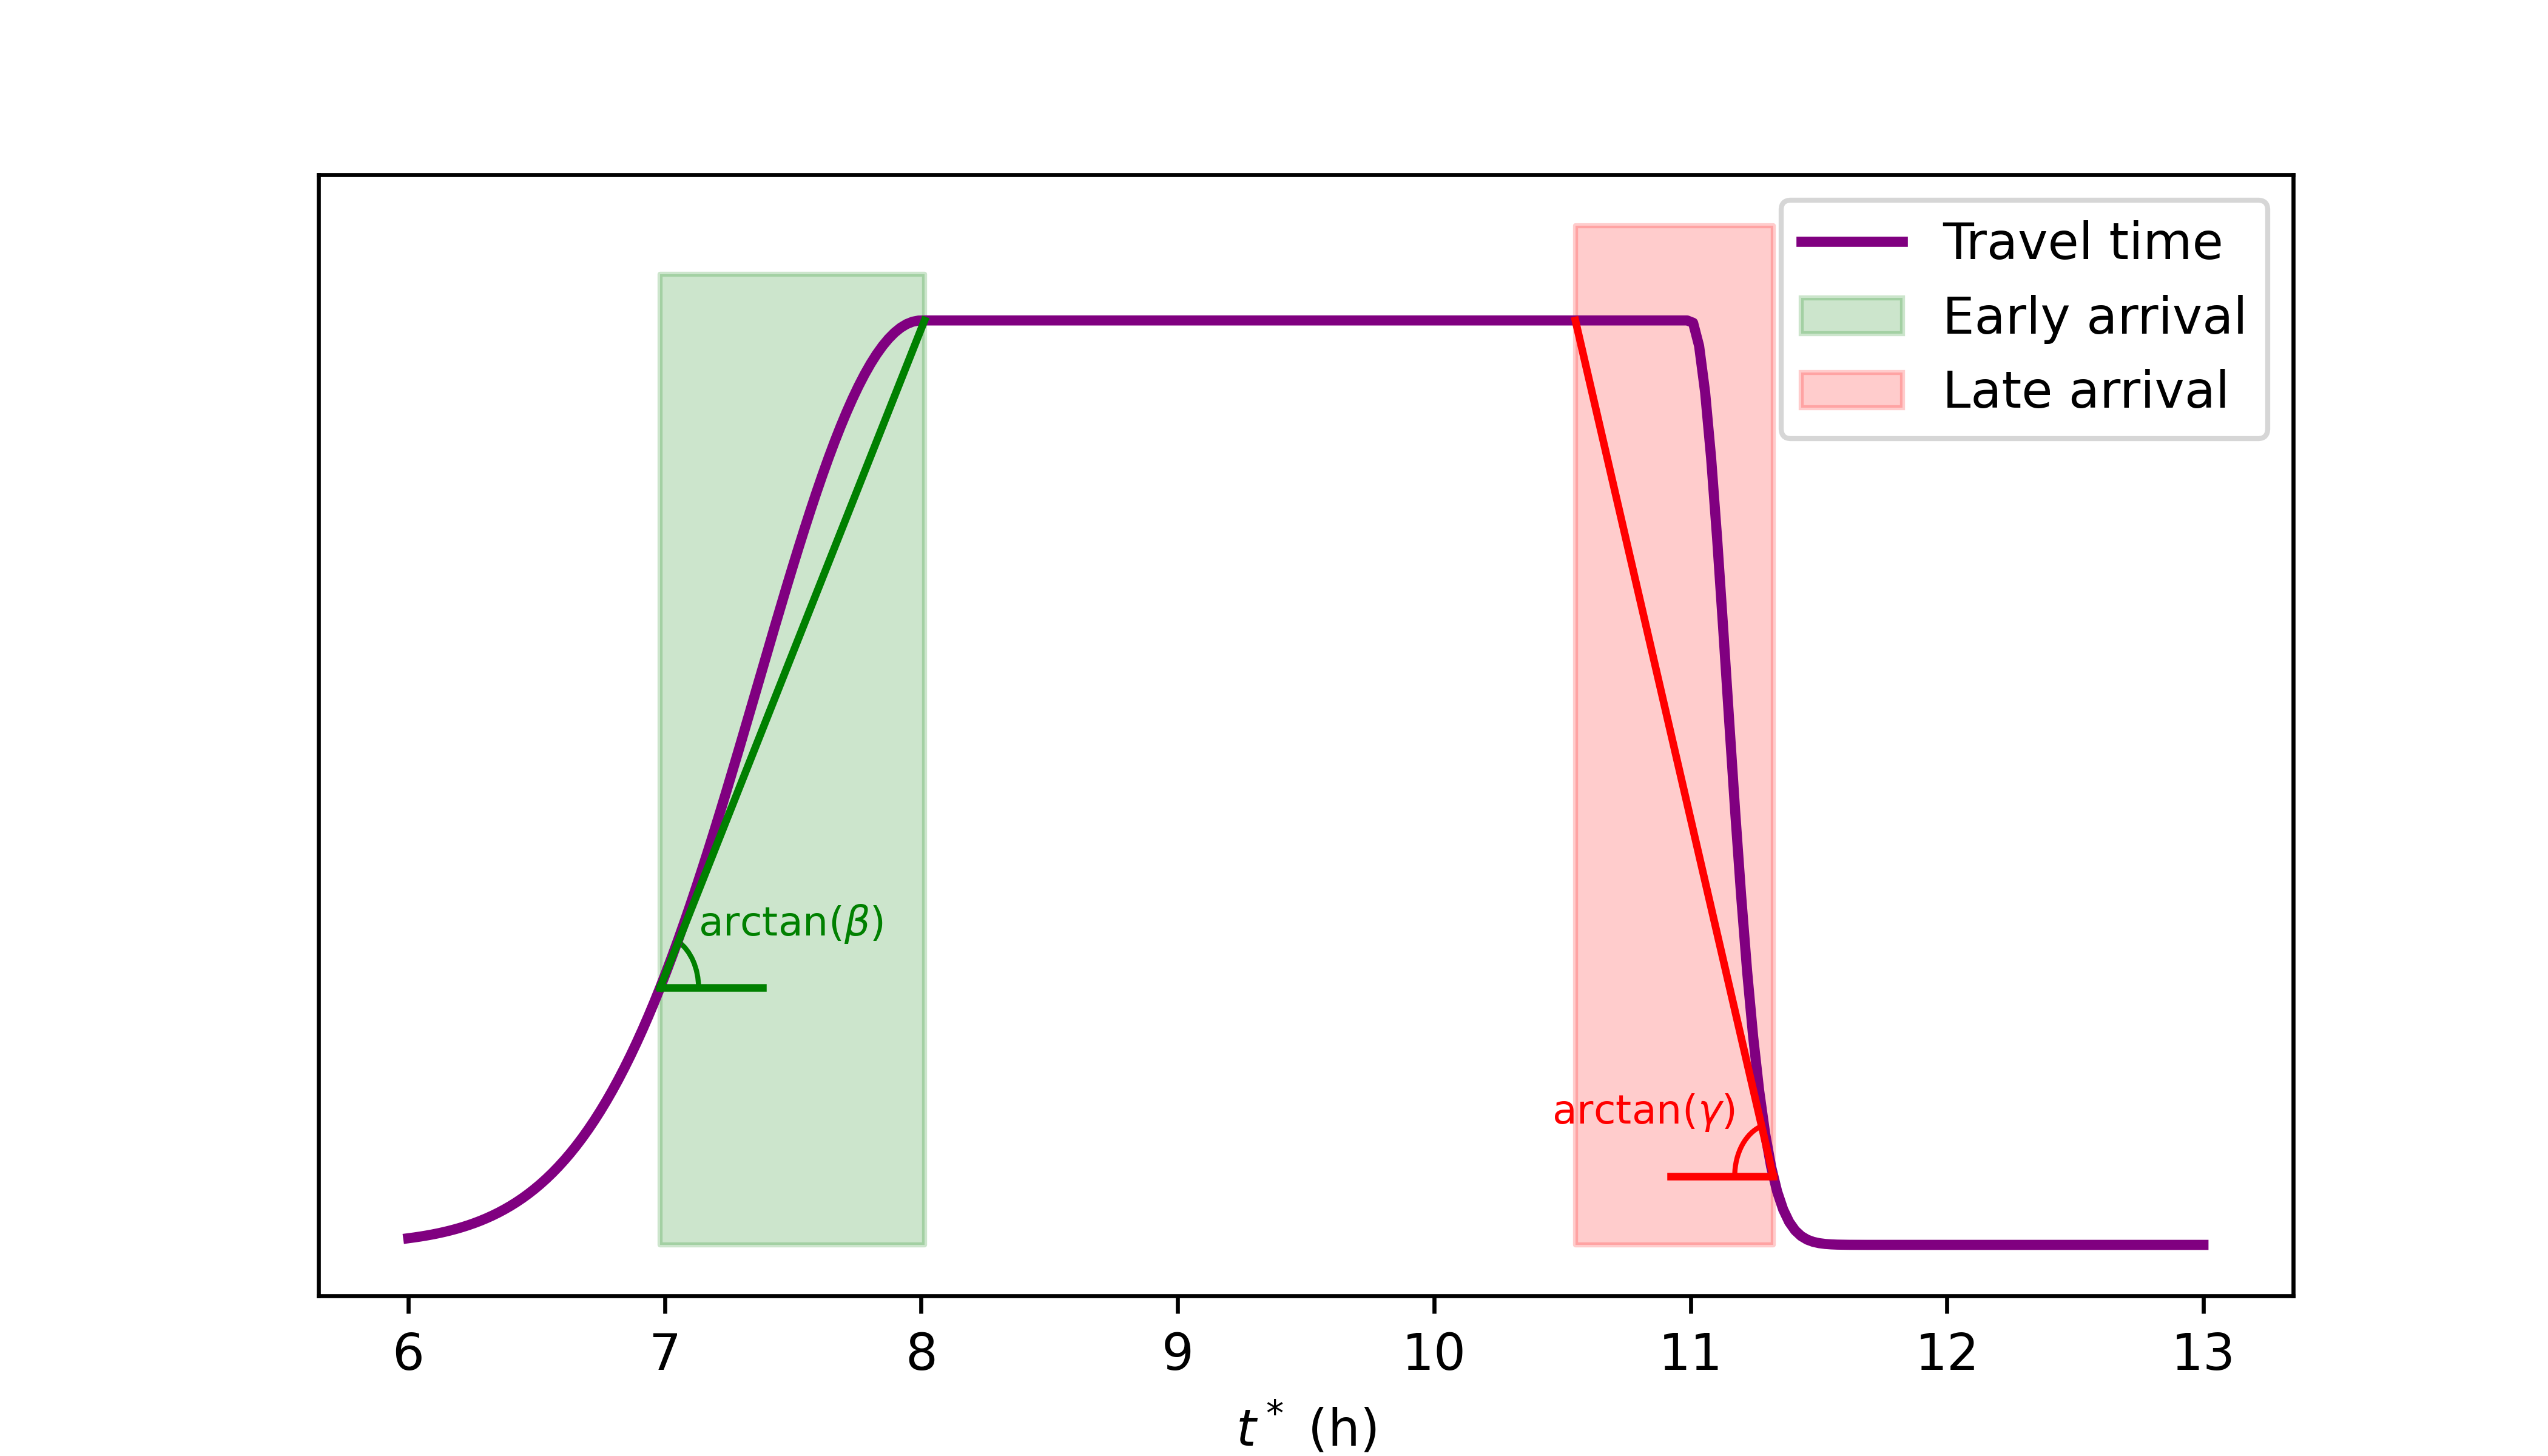 Travel time
Early arrival
Late arrival
arctan(β)
arctan(γ)
6 7 8 9 10 11 12 13
t* (h)